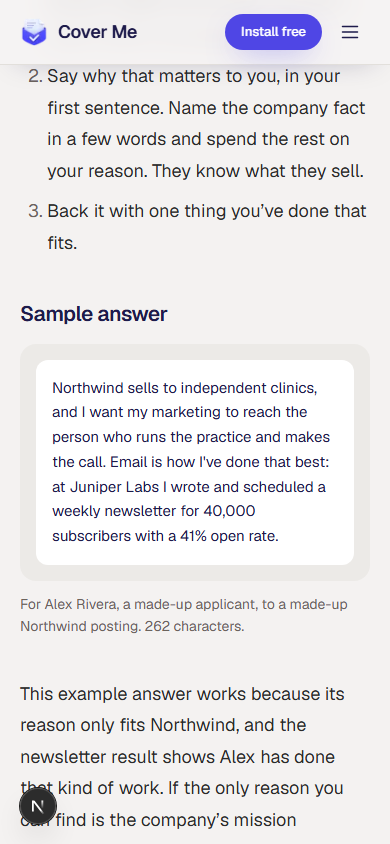 Cover Me
Install free
2. Say why that matters to you, in your
first sentence. Name the company fact
in a few words and spend the rest on
your reason. They know what they sell.
3. Back it with one thing you’ve done that
fits.
Sample answer
Northwind sells to independent clinics,
and I want my marketing to reach the
person who runs the practice and makes
the call. Email is how I've done that best:
at Juniper Labs I wrote and scheduled a
weekly newsletter for 40,000
subscribers with a 41% open rate.
For Alex Rivera, a made-up applicant, to a made-up
Northwind posting. 262 characters.
This example answer works because its
reason only fits Northwind, and the
newsletter result shows Alex has done
that kind of work. If the only reason you
can find is the company’s mission
N